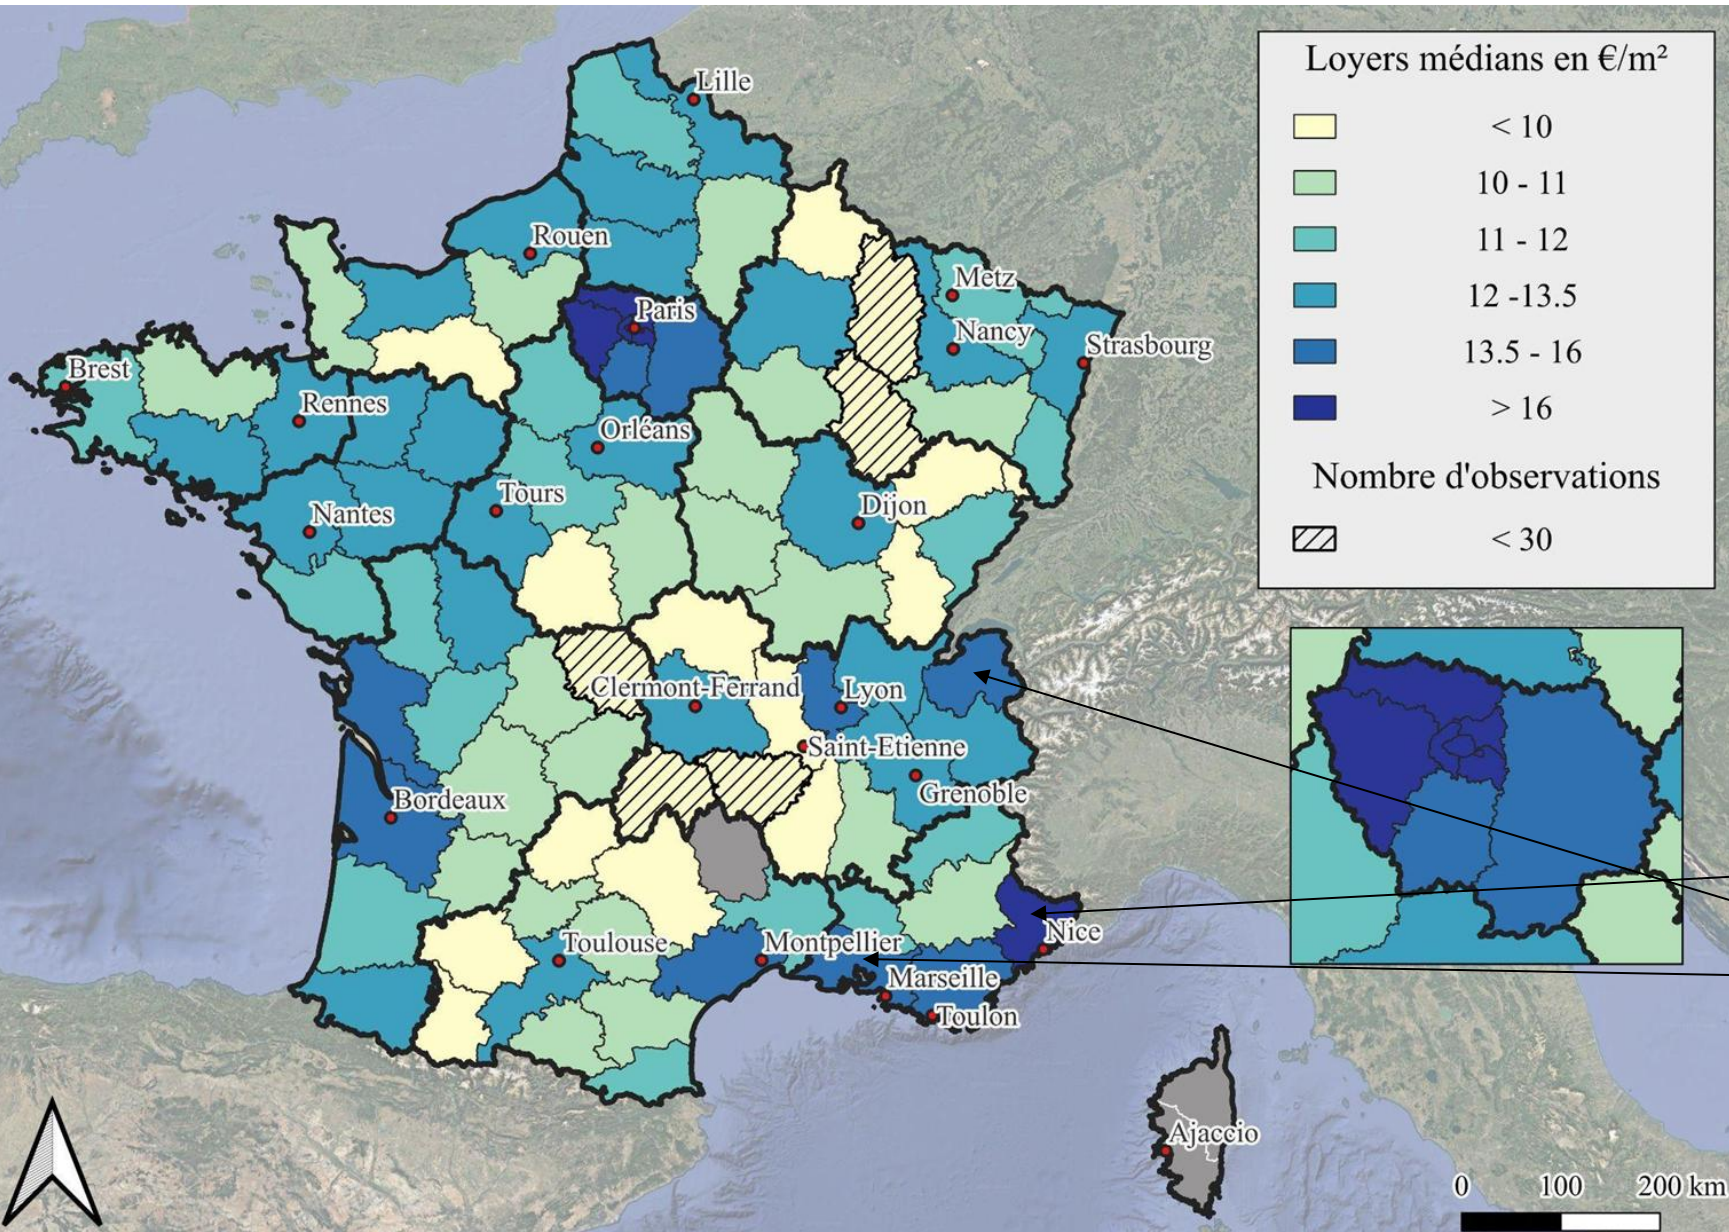 Loyers médians en €/m²
< 10
10 - 11
11 - 12
12 -13.5
13.5 - 16
> 16
Nombre d'observations
< 30
Lille
Rouen
Metz
Paris
Nancy
Strasbourg
Brest
Rennes
Orléans
Tours
Dijon
Nantes
Clermont-Ferrand
Lyon
Saint-Etienne
Grenoble
Bordeaux
Nice
Toulouse
Montpellier
Marseille
Toulon
Ajaccio
0 100 200 km